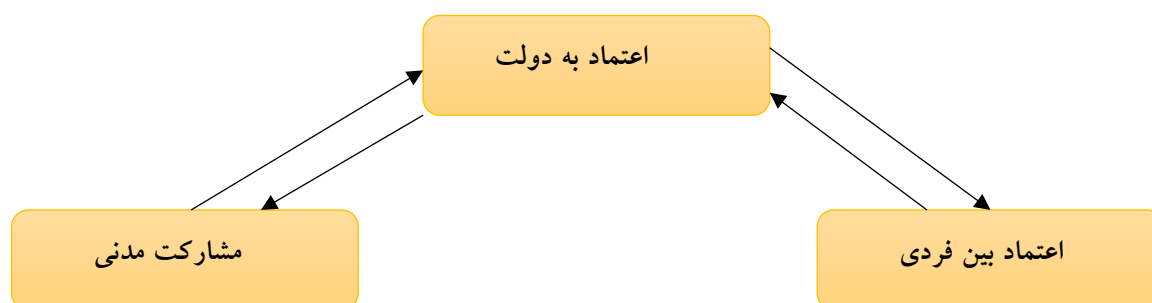 اعتماد به دولت
اعتماد بین فردی
مشارکت مدنی